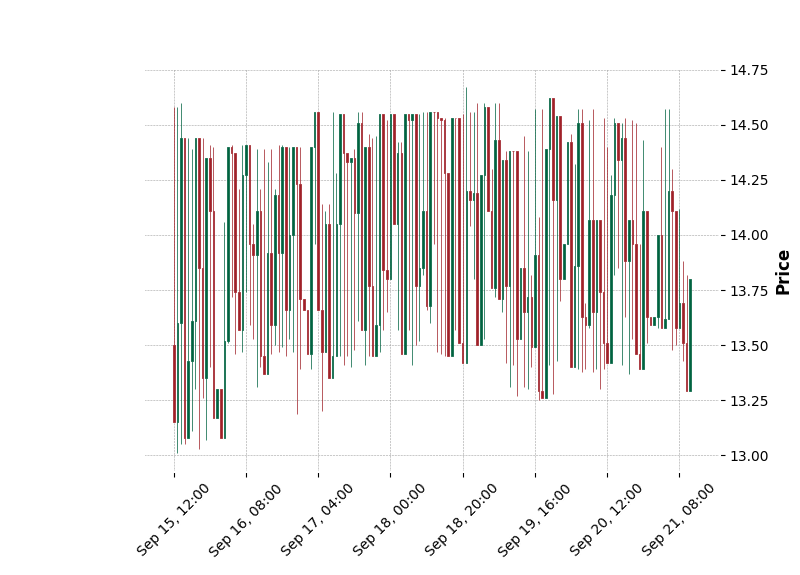 14.75
14.50
14.25
14.00
13.75
13.50
13.25
13.00
Price
Sep 15, 12:00
Sep 16, 08:00
Sep 17, 04:00
Sep 18, 00:00
Sep 18, 20:00
Sep 19, 16:00
Sep 20, 12:00
Sep 21, 08:00